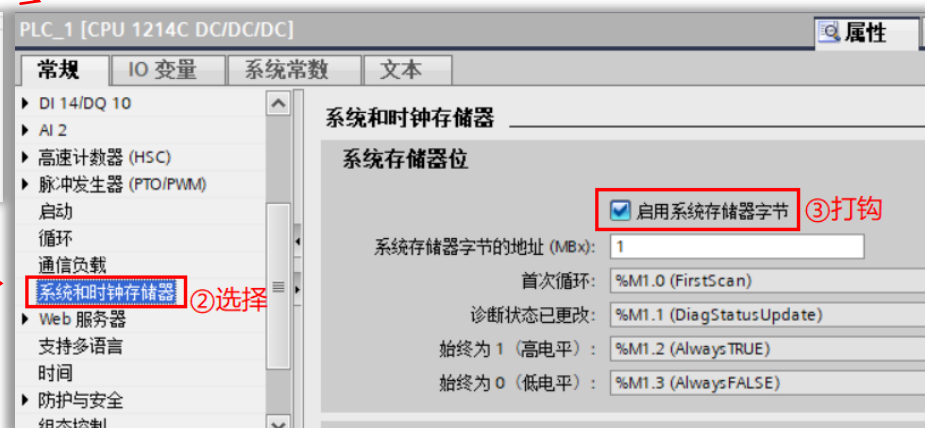 PLC_1 [CPU 1214C DC/DC/DC]
属性
常规 IO 变量 系统常数 文本
DI 14/DQ 10
AI 2
高速计数器 (HSC)
脉冲发生器 (PTO/PWM)
启动
循环
通信负载
系统和时钟存储器 ②选择
Web 服务器
支持多语言
时间
防护与安全
组态控制
系统和时钟存储器
系统存储器位
启用系统存储器字节 ③打钩
系统存储器字节的地址 (MBx): 1
首次循环: %M1.0 (FirstScan)
诊断状态已更改: %M1.1 (DiagStatusUpdate)
始终为 1（高电平）: %M1.2 (AlwaysTRUE)
始终为 0（低电平）: %M1.3 (AlwaysFALSE)